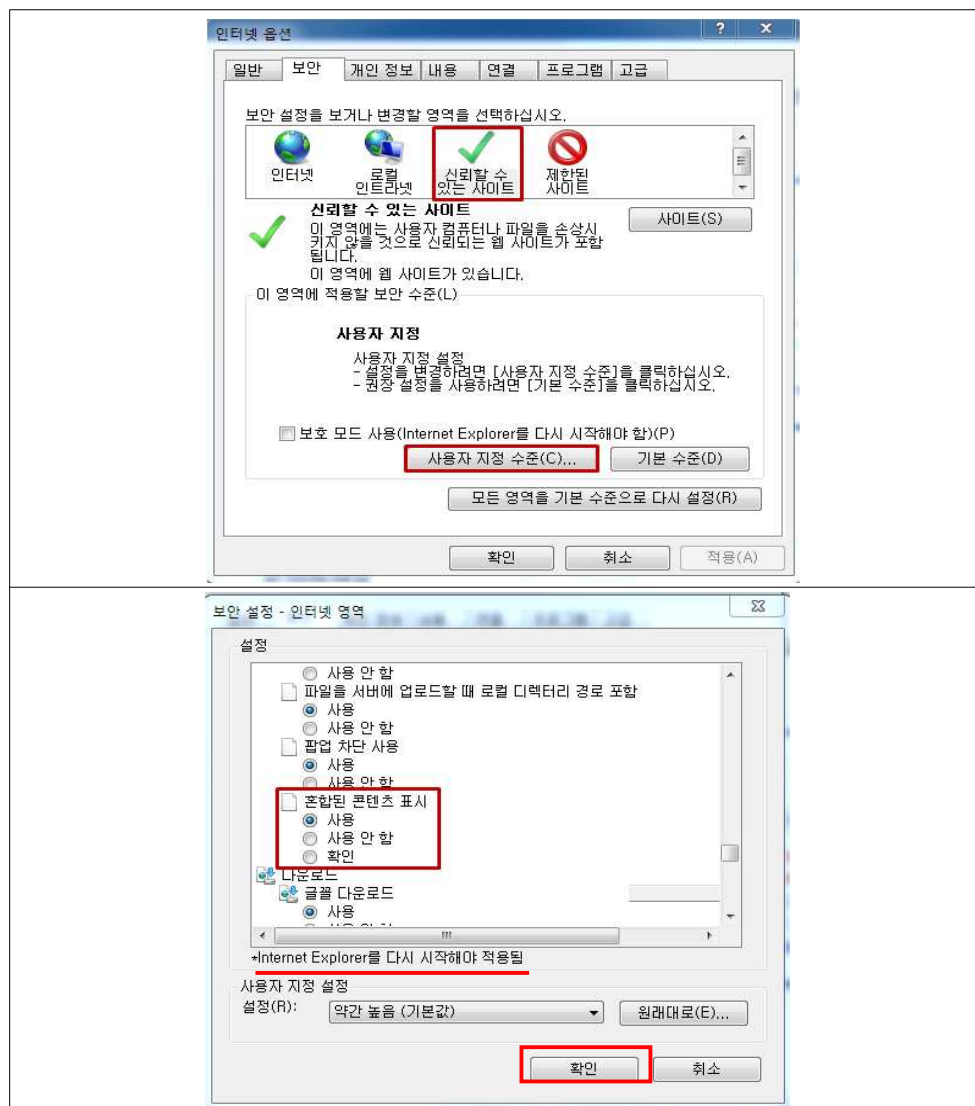 인터넷 옵션
일반 보안 개인 정보 내용 연결 프로그램 고급
보안 설정을 보거나 변경할 영역을 선택하십시오.
인터넷
로컬
인트라넷
신뢰할 수
있는 사이트
제한된
사이트
신뢰할 수 있는 사이트
사이트(S)
이 영역에는 사용자 컴퓨터나 파일을 손상시
키지 않을 것으로 신뢰되는 웹 사이트가 포함
됩니다.
이 영역에 웹 사이트가 있습니다.
이 영역에 적용할 보안 수준(L)
사용자 지정
사용자 지정 설정
- 설정을 변경하려면 [사용자 지정 수준]을 클릭하십시오.
- 권장 설정을 사용하려면 [기본 수준]을 클릭하십시오.
보호 모드 사용(Internet Explorer를 다시 시작해야 함)(P)
사용자 지정 수준(C)... 기본 수준(D)
모든 영역을 기본 수준으로 다시 설정(R)
확인 취소 적용(A)
보안 설정 - 인터넷 영역
설정
사용 안 함
파일을 서버에 업로드할 때 로컬 디렉터리 경로 포함
사용
사용 안 함
팝업 차단 사용
사용
사용 안 함
혼합된 콘텐츠 표시
사용
사용 안 함
확인
다운로드
글꼴 다운로드
사용
*Internet Explorer를 다시 시작해야 적용됨
사용자 지정 설정
설정(R): 약간 높음 (기본값) 원래대로(E)...
확인 취소